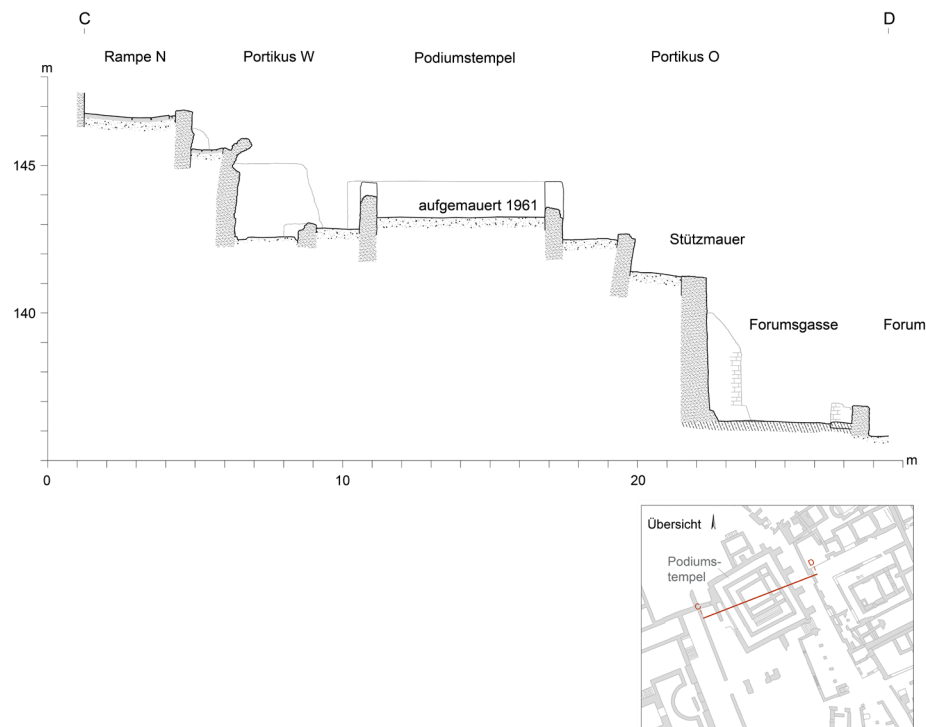 C D
Rampe N Portikus W Podiumstempel Portikus O
m
145
aufgemauert 1961
Stützmauer
140
Forumsgasse Forum
m
0 10 20
Übersicht
Podiums-
tempel
D
C